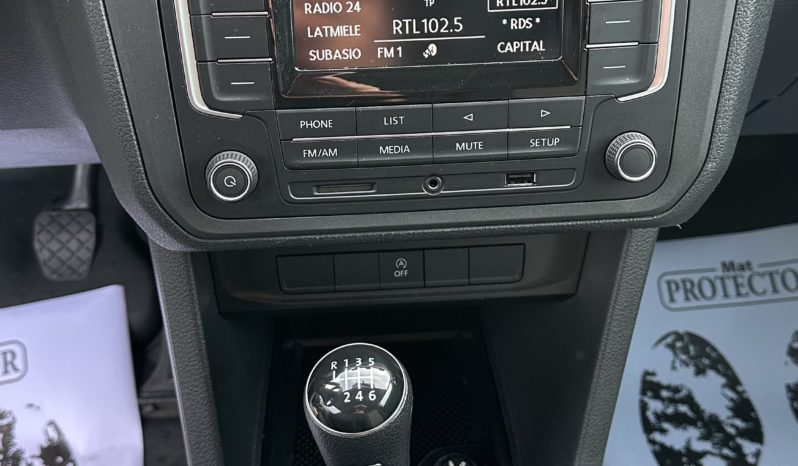 RADIO 24 TP RTL102.5
LATMIELE RTL102.5 * RDS *
SUBASIO FM 1 CAPITAL
PHONE LIST
FM/AM MEDIA MUTE SETUP
A
OFF
R 1 3 5
2 4 6
Mat
PROTECTOR